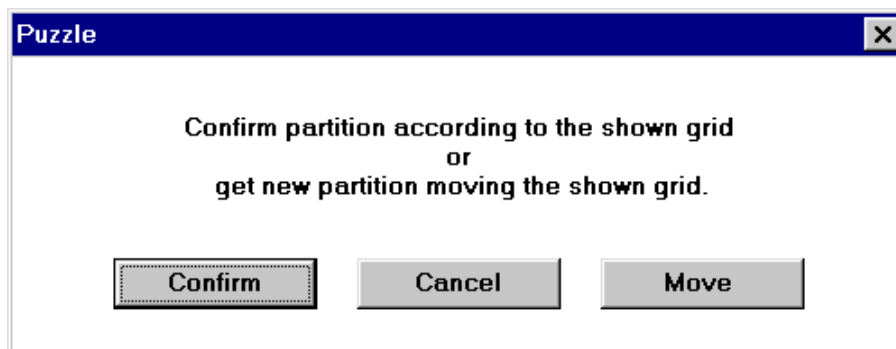 Puzzle
Confirm partition according to the shown grid
or
get new partition moving the shown grid.
Confirm Cancel Move